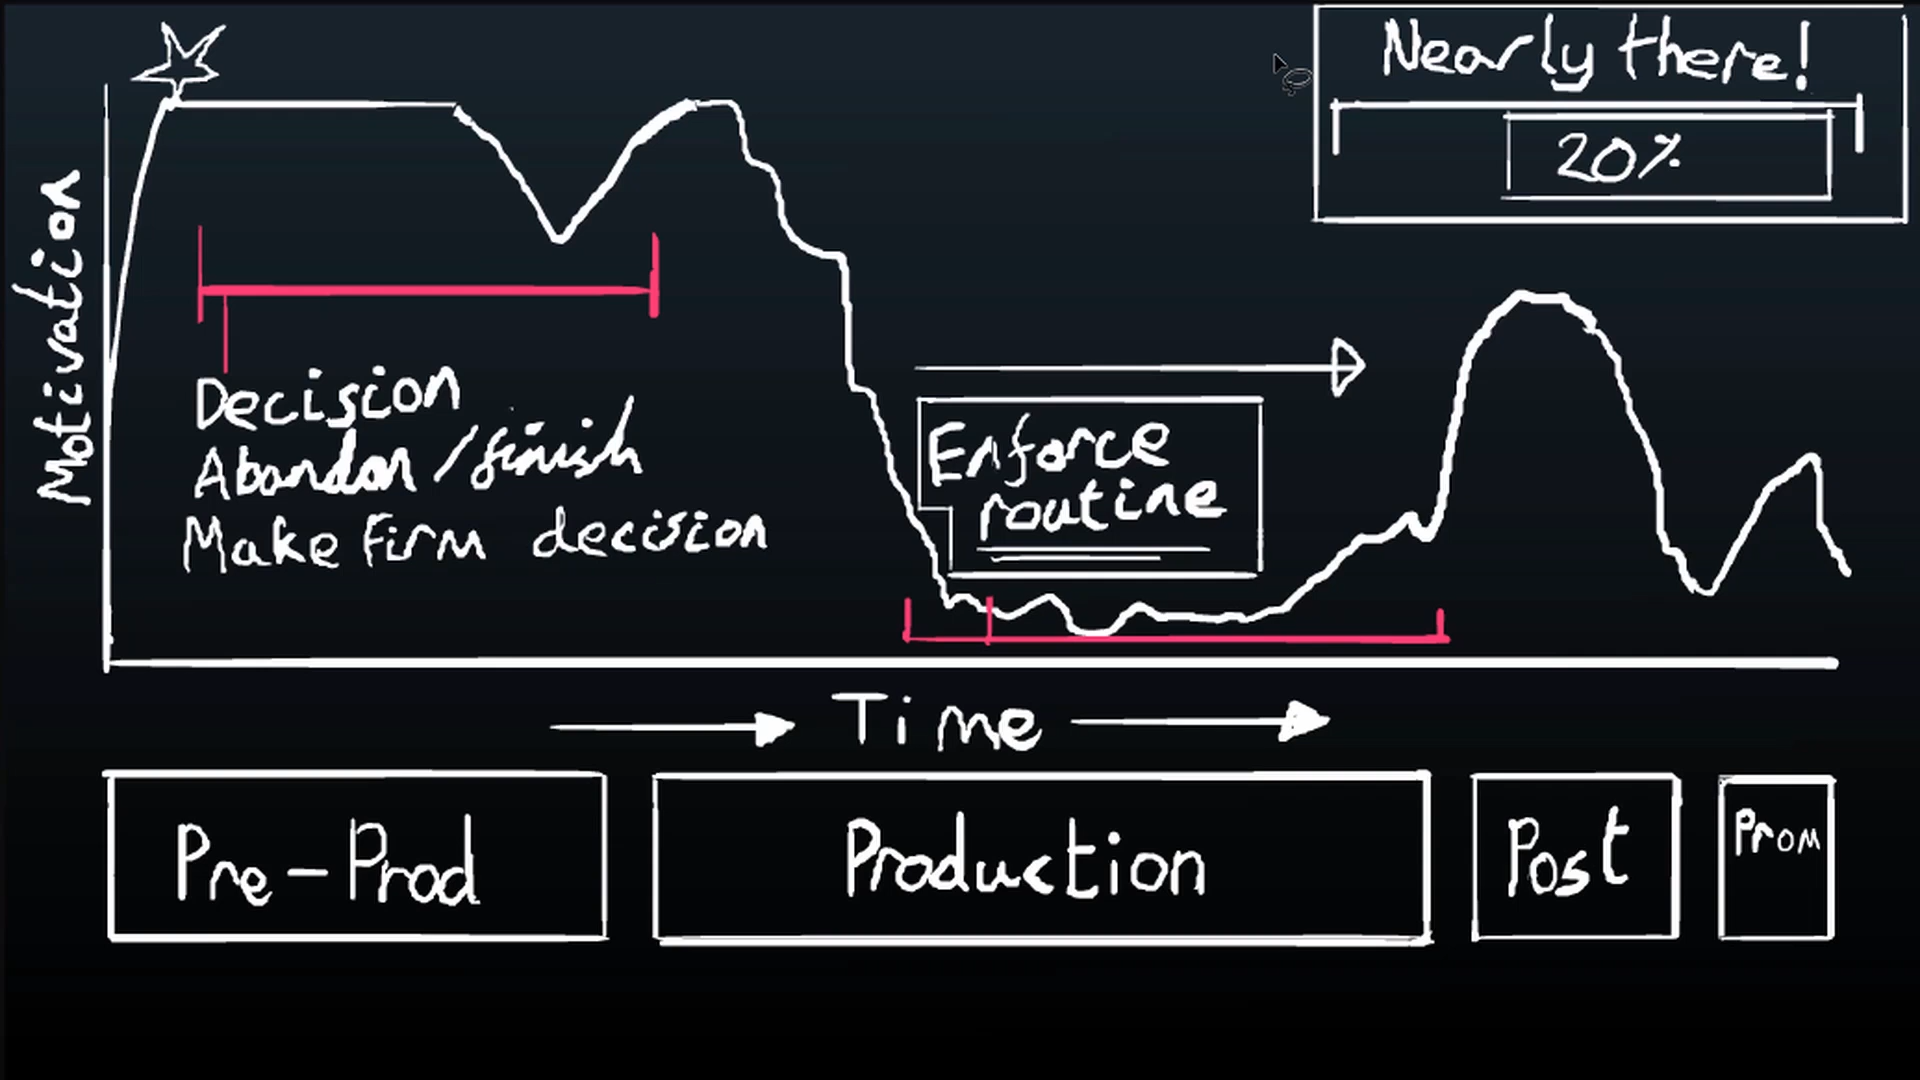 Nearly there!
20%
Motivation
Decision
Abandon/finish
Make firm decision
Enforce
routine
Time
Pre-Prod
Production
Post
Prom